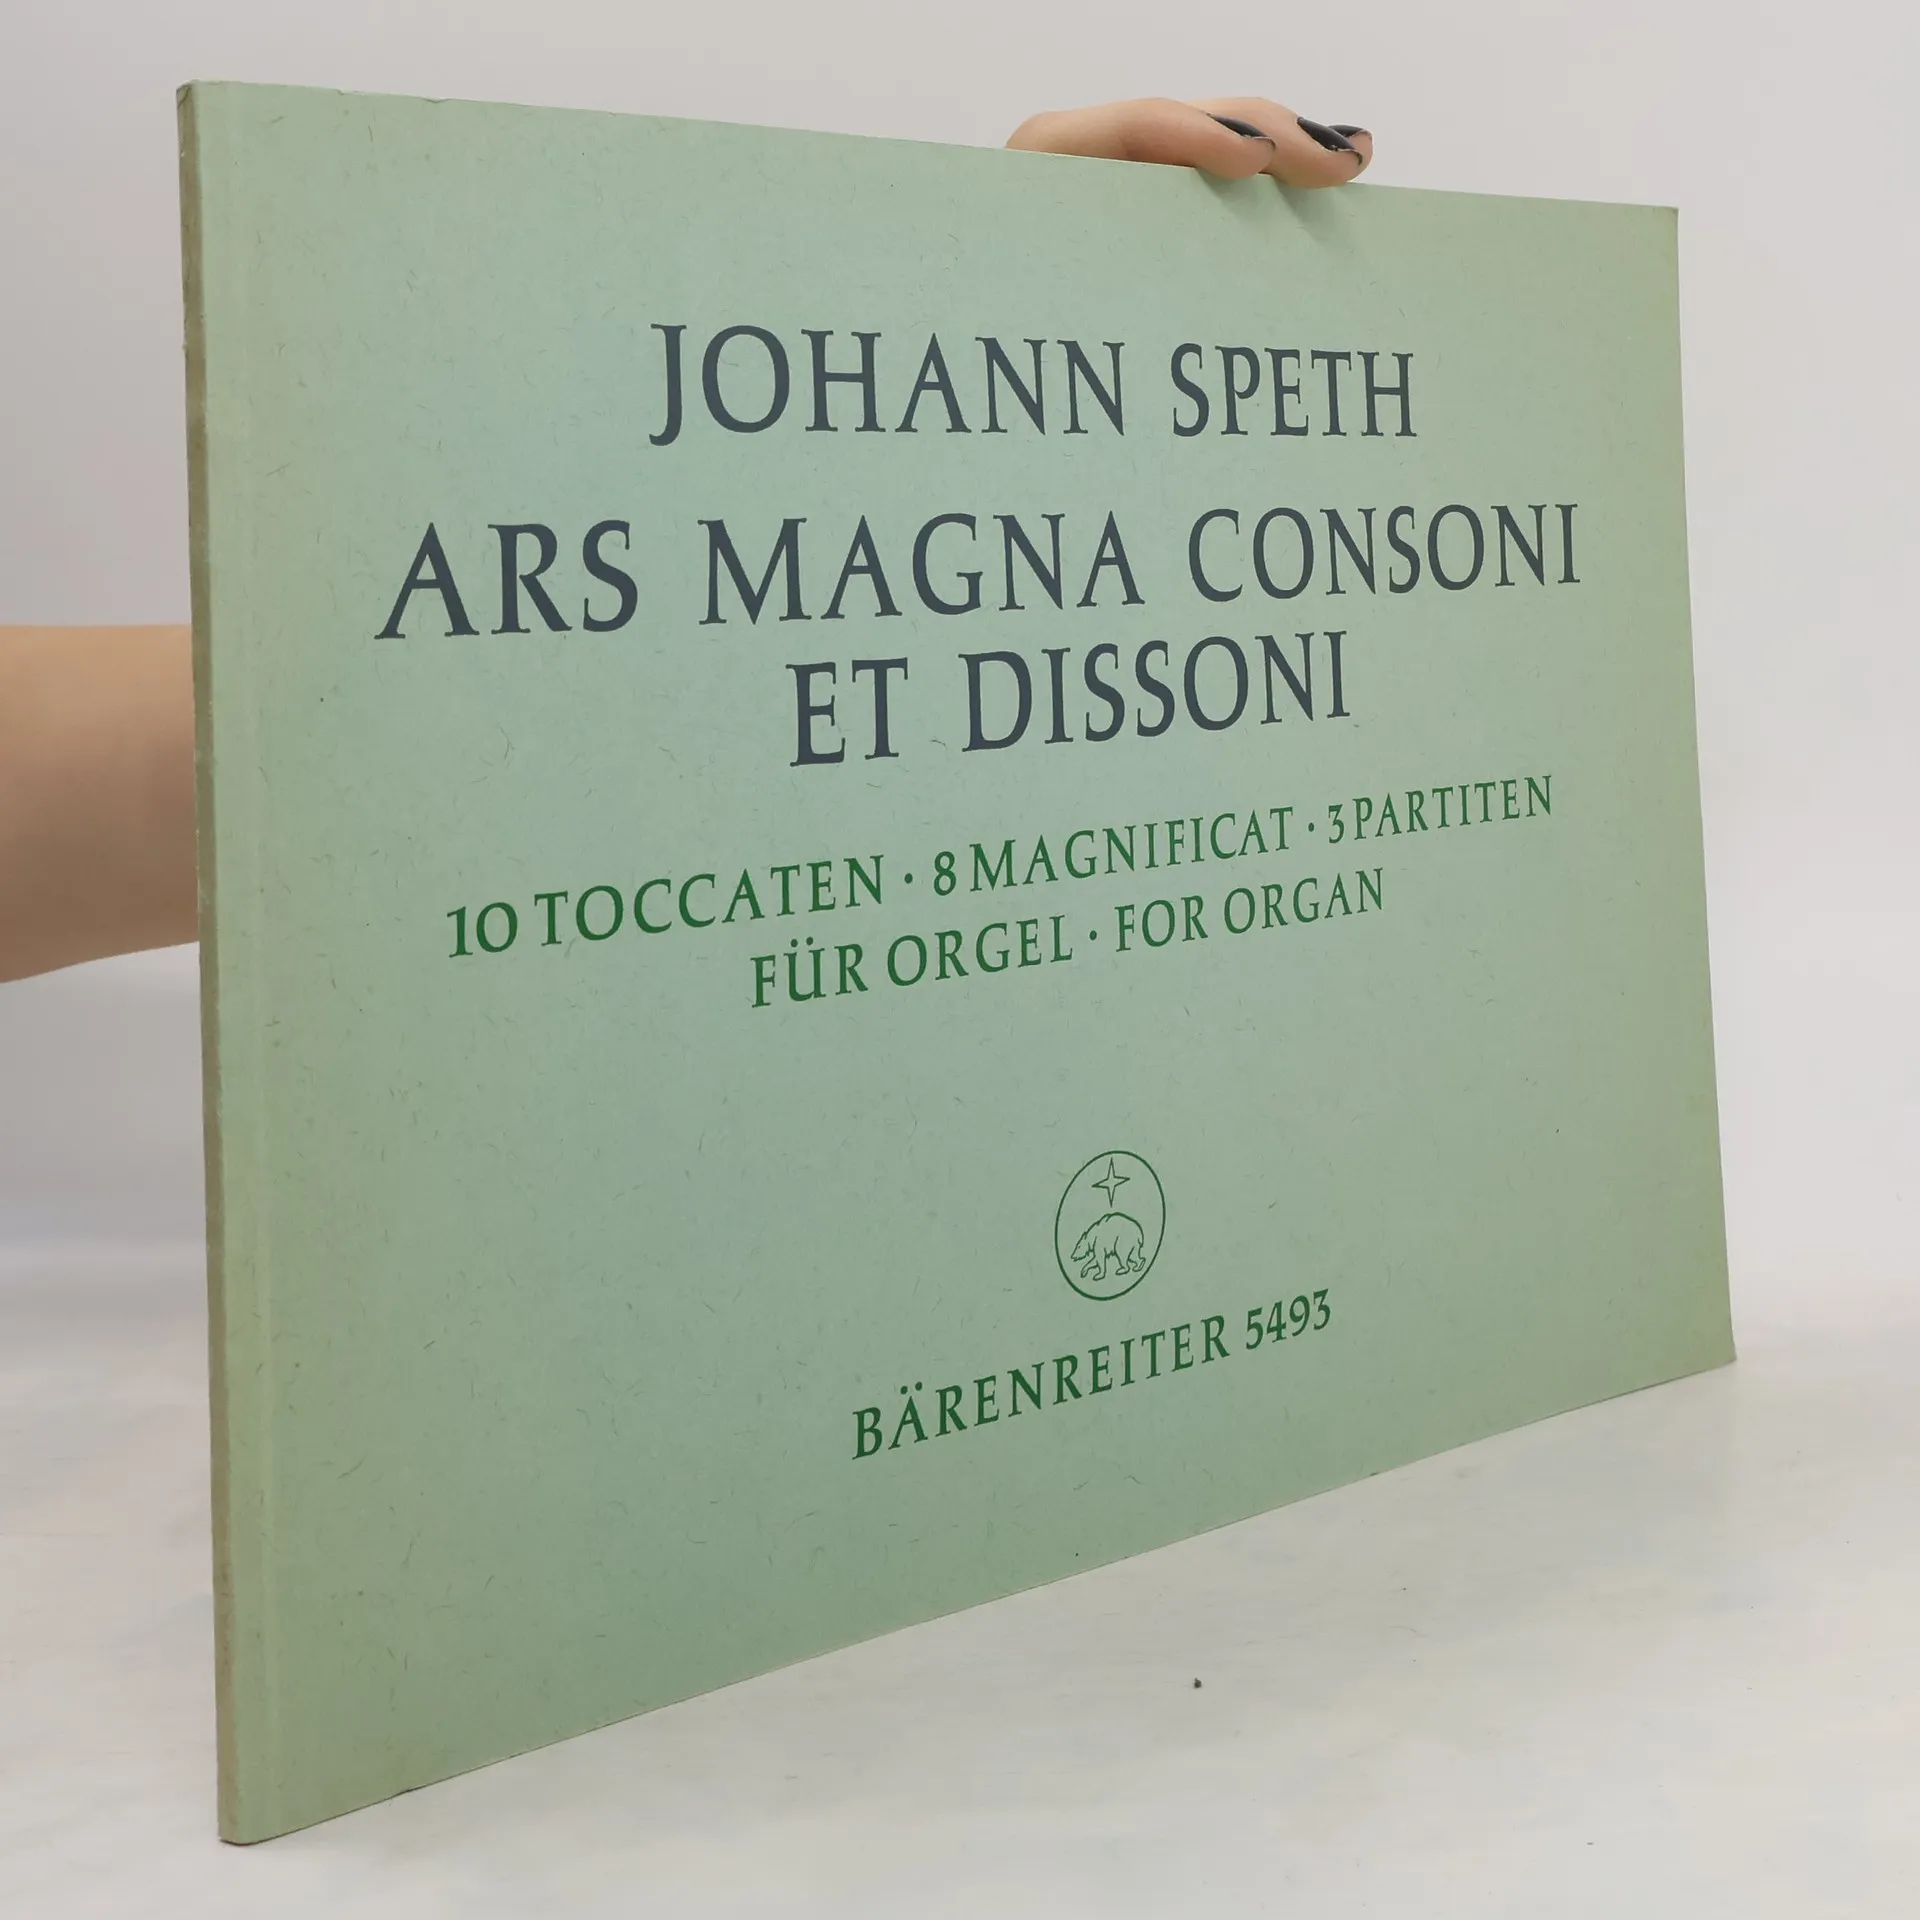 JOHANN SPETH
ARS MAGNA CONSONI
ET DISSONI
10 TOCCATEN · 8 MAGNIFICAT · 3 PARTITEN
FÜR ORGEL · FOR ORGAN
BÄRENREITER 5493